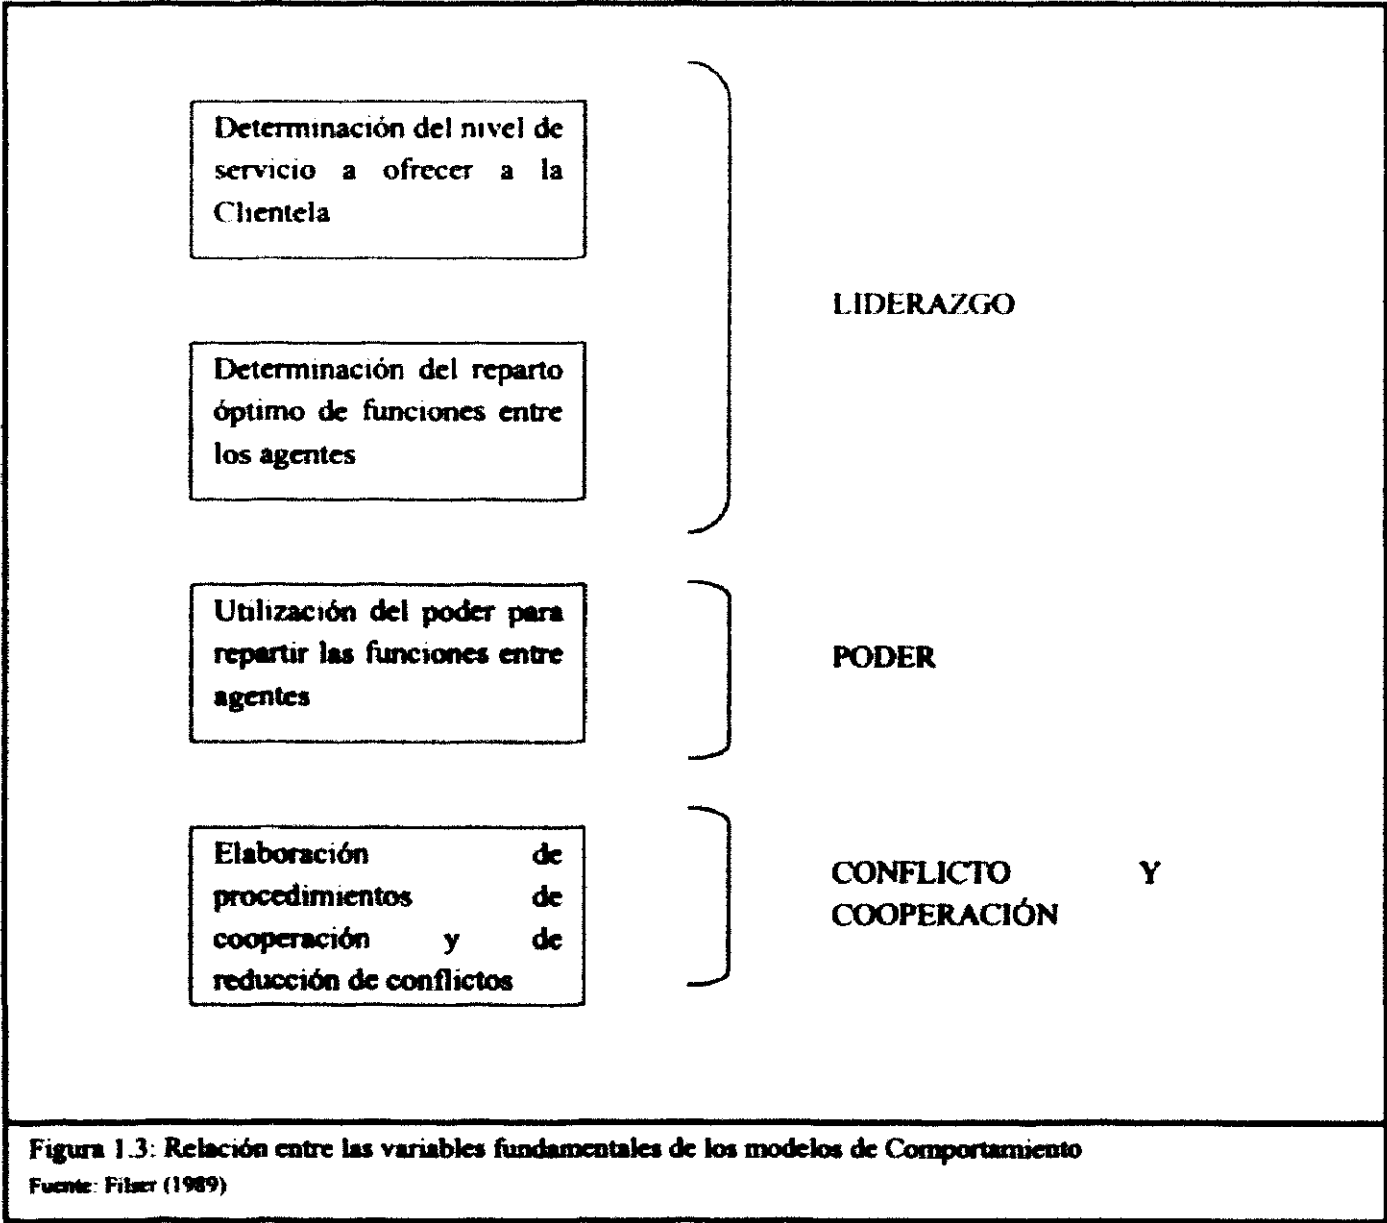 Determinación del nivel de
servicio a ofrecer a la
Clientela
LIDERAZGO
Determinación del reparto
óptimo de funciones entre
los agentes
Utilización del poder para
repartir las funciones entre
agentes
PODER
Elaboración de
procedimientos de
cooperación y de
reducción de conflictos
CONFLICTO Y
COOPERACIÓN
Figura 1.3: Relación entre las variables fundamentales de los modelos de Comportamiento
Fuente: Filser (1989)